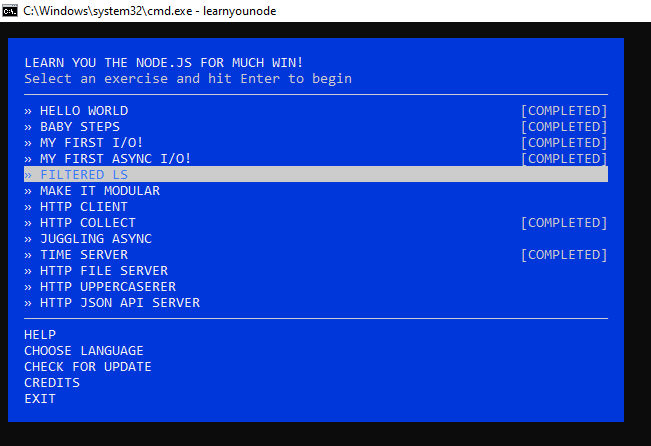 C:\Windows\system32\cmd.exe - learnyounode
LEARN YOU THE NODE.JS FOR MUCH WIN!
Select an exercise and hit Enter to begin
» HELLO WORLD [COMPLETED]
» BABY STEPS [COMPLETED]
» MY FIRST I/O! [COMPLETED]
» MY FIRST ASYNC I/O! [COMPLETED]
» FILTERED LS
» MAKE IT MODULAR
» HTTP CLIENT
» HTTP COLLECT [COMPLETED]
» JUGGLING ASYNC
» TIME SERVER [COMPLETED]
» HTTP FILE SERVER
» HTTP UPPERCASERER
» HTTP JSON API SERVER
HELP
CHOOSE LANGUAGE
CHECK FOR UPDATE
CREDITS
EXIT